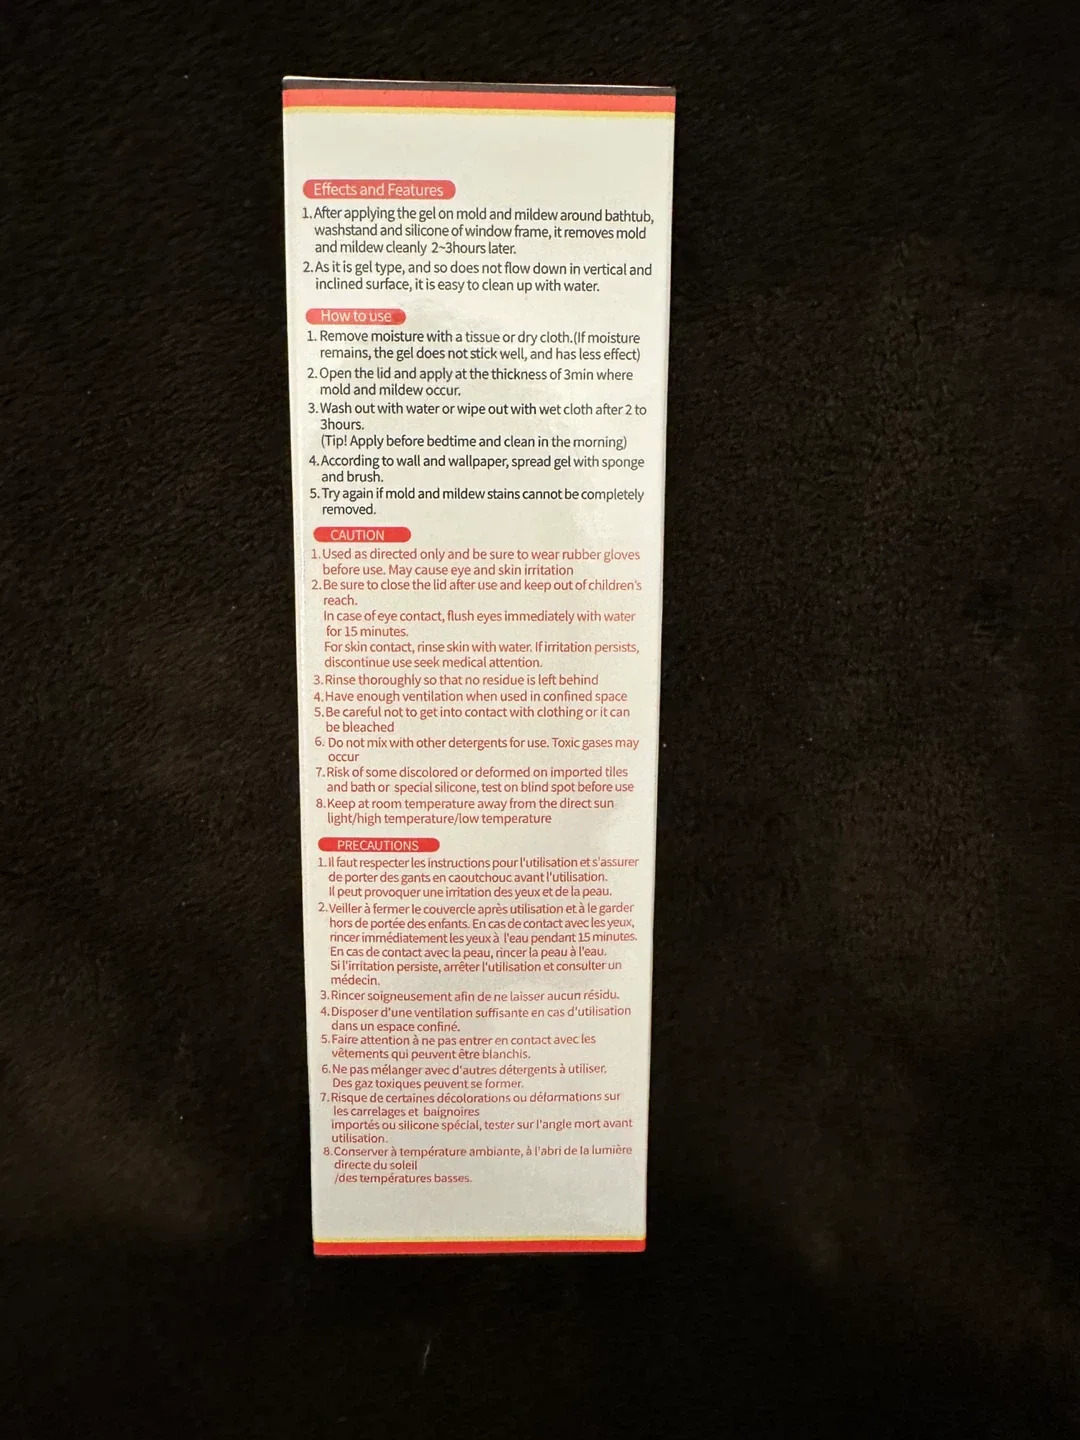 Effects and Features
1.After applying the gel on mold and mildew around bathtub,
washstand and silicone of window frame, it removes mold
and mildew cleanly 2~3hours later.
2.As it is gel type, and so does not flow down in vertical and
inclined surface, it is easy to clean up with water.
How to use
1. Remove moisture with a tissue or dry cloth.(If moisture
remains, the gel does not stick well, and has less effect)
2.Open the lid and apply at the thickness of 3min where
mold and mildew occur.
3.Wash out with water or wipe out with wet cloth after 2 to
3hours.
(Tip! Apply before bedtime and clean in the morning)
4.According to wall and wallpaper, spread gel with sponge
and brush.
5.Try again if mold and mildew stains cannot be completely
removed.
CAUTION
1.Used as directed only and be sure to wear rubber gloves
before use. May cause eye and skin irritation
2.Be sure to close the lid after use and keep out of children's
reach.
In case of eye contact, flush eyes immediately with water
for 15 minutes.
For skin contact, rinse skin with water. If irritation persists,
discontinue use seek medical attention.
3.Rinse thoroughly so that no residue is left behind
4.Have enough ventilation when used in confined space
5.Be careful not to get into contact with clothing or it can
be bleached
6. Do not mix with other detergents for use. Toxic gases may
occur
7.Risk of some discolored or deformed on imported tiles
and bath or special silicone, test on blind spot before use
8.Keep at room temperature away from the direct sun
light/high temperature/low temperature
PRECAUTIONS
1.Il faut respecter les instructions pour l'utilisation et s'assurer
de porter des gants en caoutchouc avant l'utilisation.
Il peut provoquer une irritation des yeux et de la peau.
2.Veiller à fermer le couvercle après utilisation et à le garder
hors de portée des enfants. En cas de contact avec les yeux,
rincer immédiatement les yeux à l'eau pendant 15 minutes.
En cas de contact avec la peau, rincer la peau à l'eau.
Si l'irritation persiste, arrêter l'utilisation et consulter un
médecin.
3.Rincer soigneusement afin de ne laisser aucun résidu.
4.Disposer d'une ventilation suffisante en cas d'utilisation
dans un espace confiné.
5.Faire attention à ne pas entrer en contact avec les
vêtements qui peuvent être blanchis.
6.Ne pas mélanger avec d'autres détergents à utiliser.
Des gaz toxiques peuvent se former.
7.Risque de certaines décolorations ou déformations sur
les carrelages et baignoires
importés ou silicone spécial, tester sur l'angle mort avant
utilisation.
8.Conserver à température ambiante, à l'abri de la lumière
directe du soleil
/des températures basses.